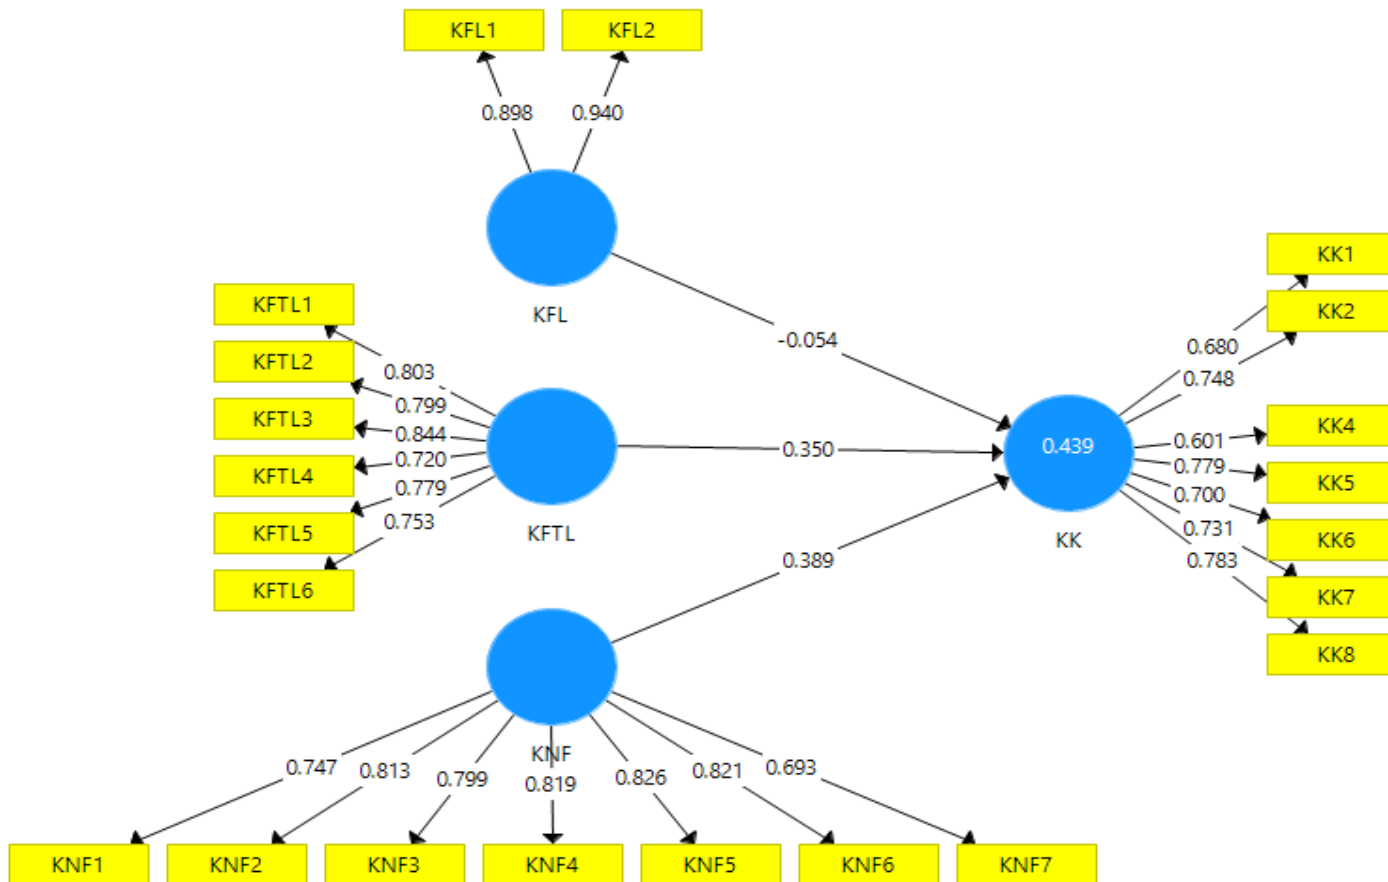 KFL1
KFL2
0.898
0.940
KFL
KFTL1
KFTL2
KFTL3
KFTL4
KFTL5
KFTL6
0.803
0.799
0.844
0.720
0.779
0.753
KFTL
-0.054
0.350
0.389
0.439
KK
0.680
0.748
0.601
0.779
0.700
0.731
0.783
KK1
KK2
KK4
KK5
KK6
KK7
KK8
KNF
0.747
0.813
0.799
0.819
0.826
0.821
0.693
KNF1
KNF2
KNF3
KNF4
KNF5
KNF6
KNF7